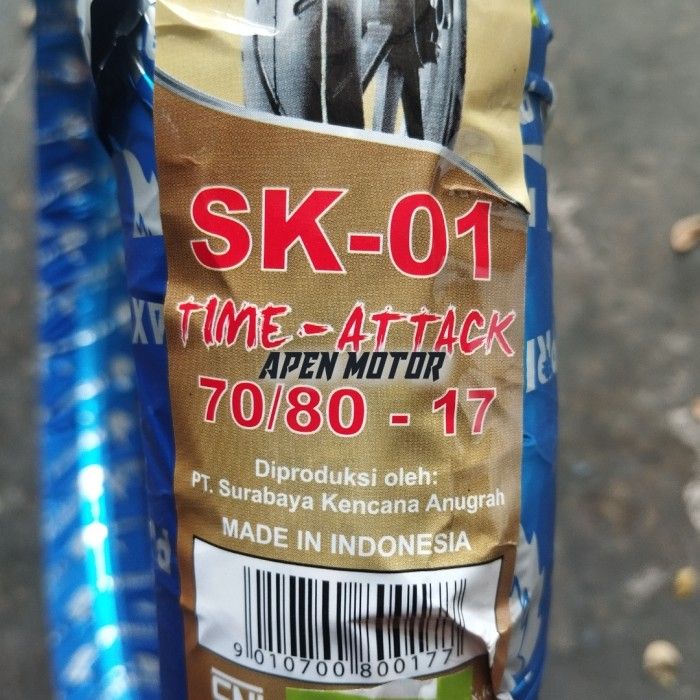 SK-01
TIME - ATTACK
APEN MOTOR
70/80 - 17
Diproduksi oleh:
PT. Surabaya Kencana Anugrah
MADE IN INDONESIA
9 010700 800177
SNI